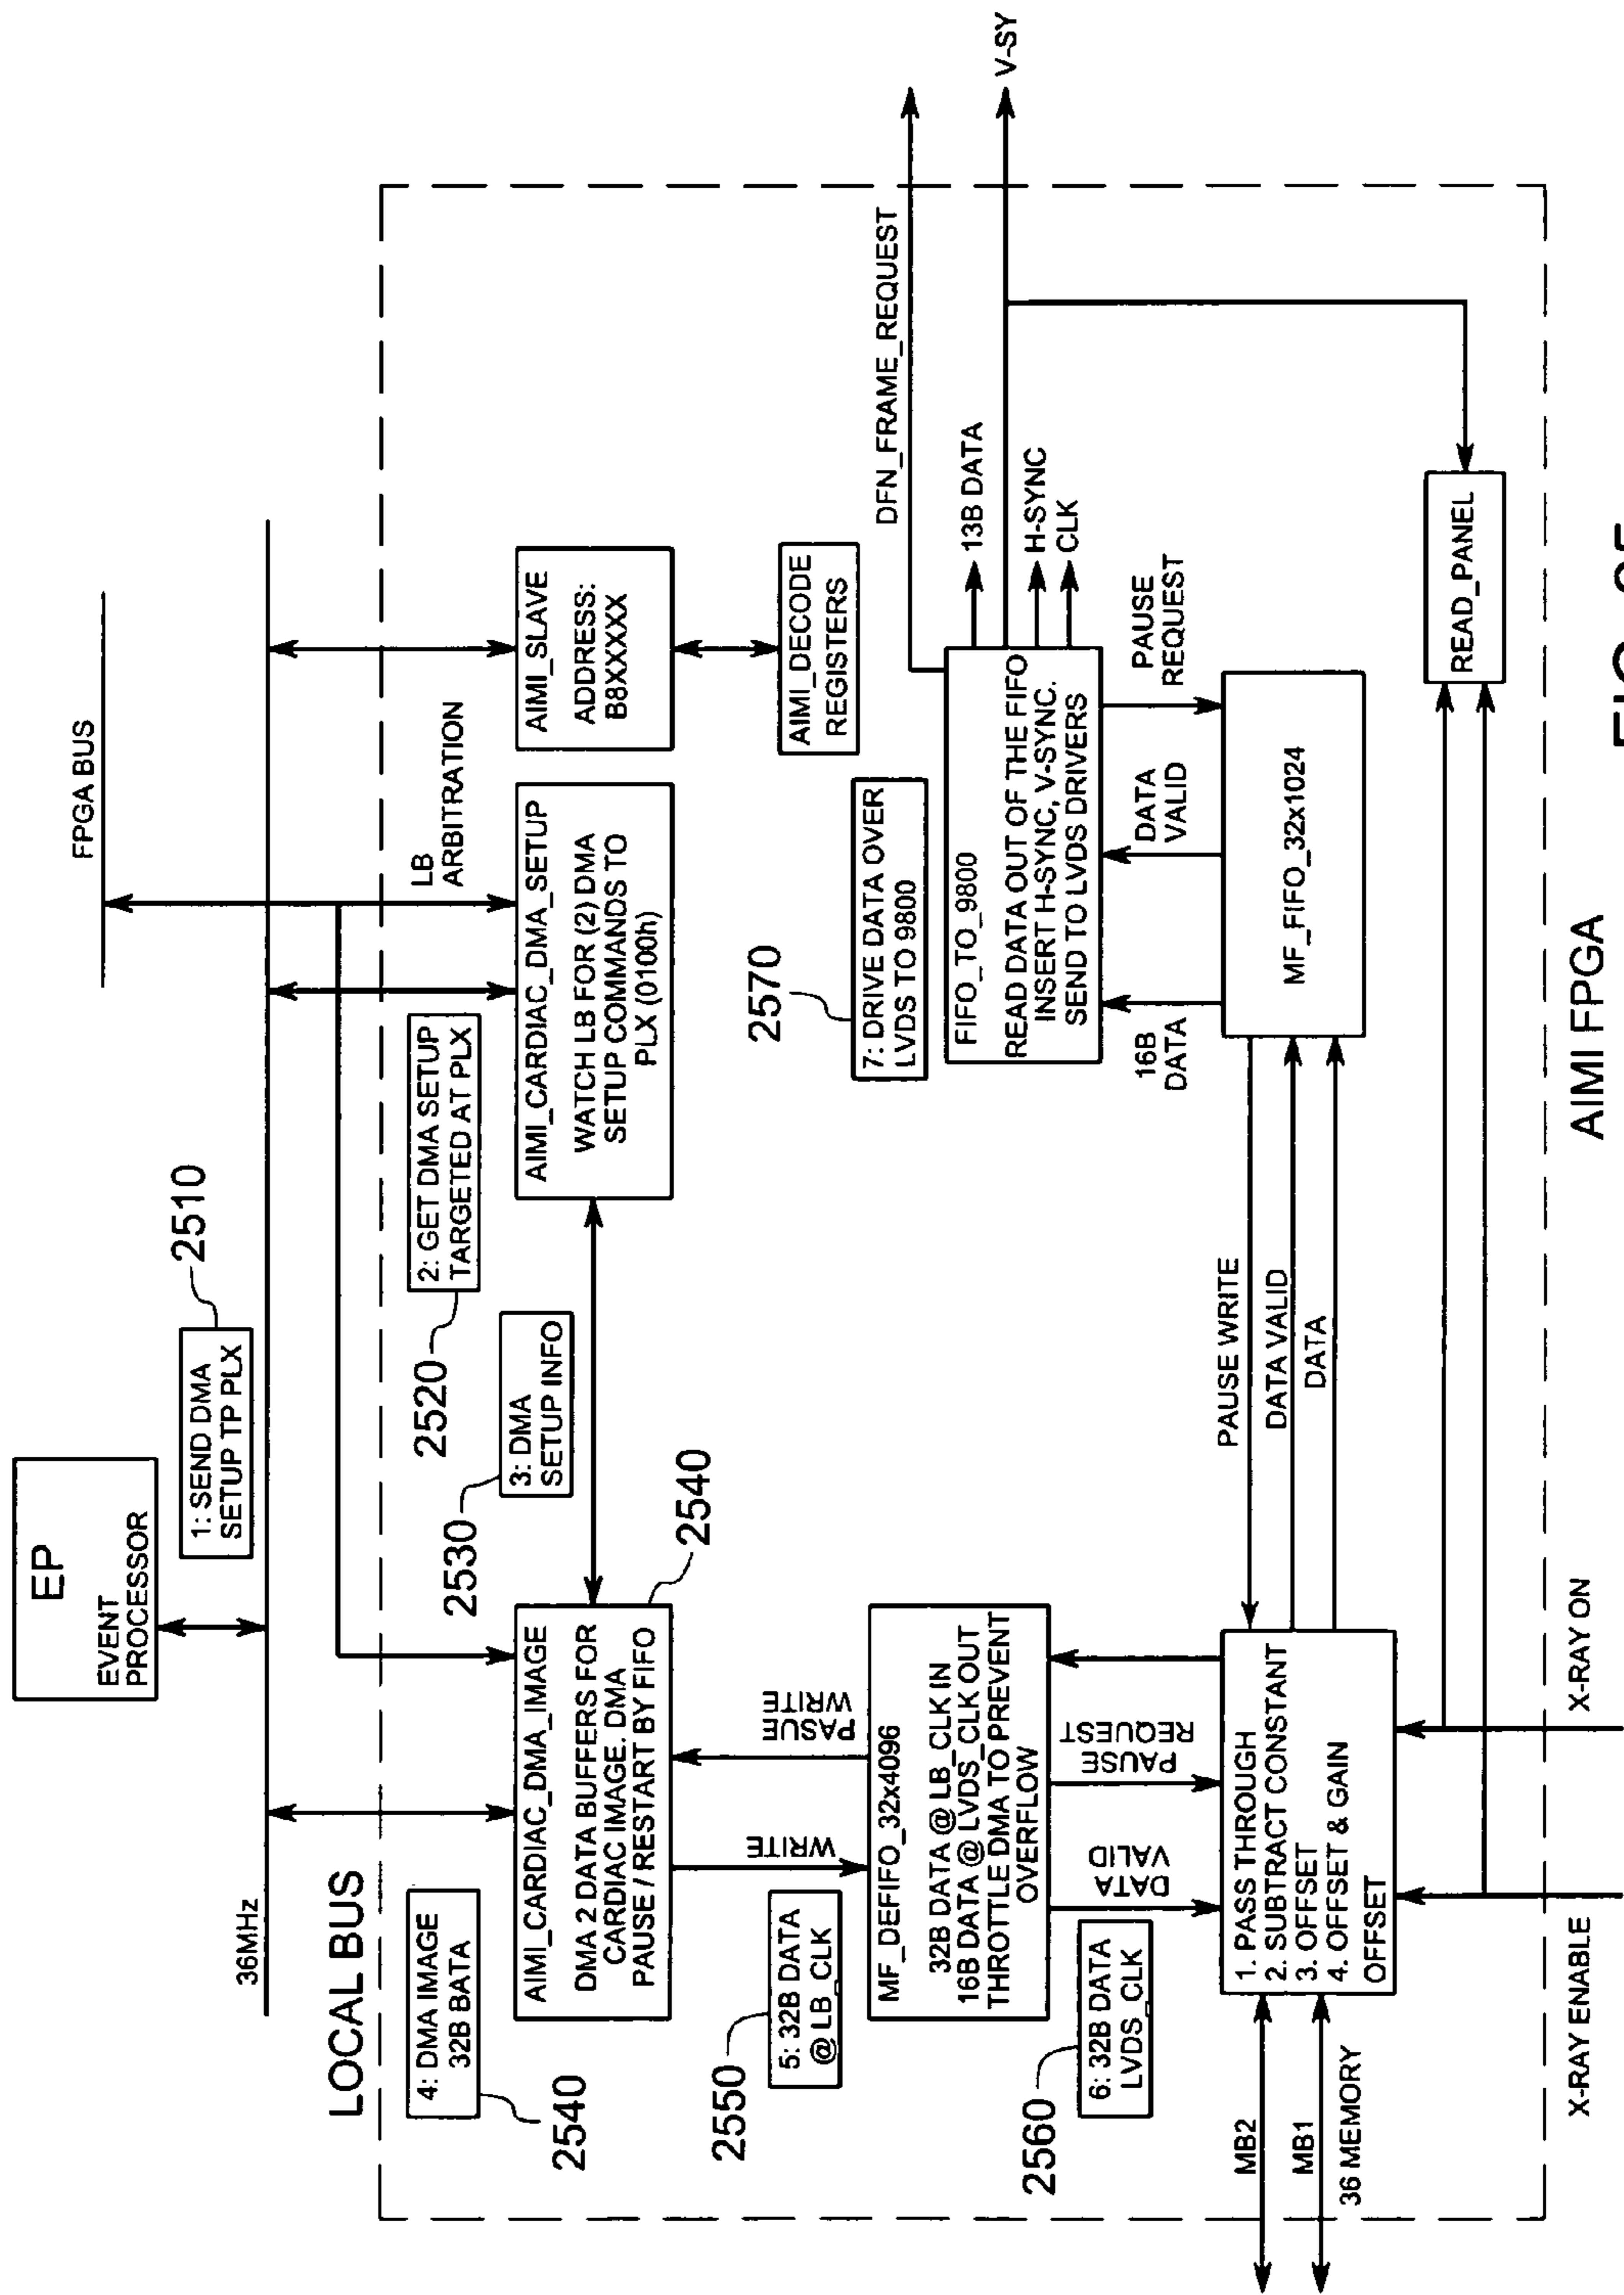 EP
EVENT
PROCESSOR
1: SEND DMA
SETUP TP PLX
2510
FPGA BUS
36MHz
LOCAL BUS
4: DMA IMAGE
32B BATA
2540
2530
3: DMA
SETUP INFO
2520
2: GET DMA SETUP
TARGETED AT PLX
LB
ARBITRATION
AIMI_CARDIAC_DMA_IMAGE
DMA 2 DATA BUFFERS FOR
CARDIAC IMAGE. DMA
PAUSE / RESTART BY FIFO
2540
AIMI_CARDIAC_DMA_SETUP
WATCH LB FOR (2) DMA
SETUP COMMANDS TO
PLX (0100h)
AIMI_SLAVE
ADDRESS:
B8XXXXX
AIMI_DECODE
REGISTERS
2550
5: 32B DATA
@ LB_CLK
WRITE
PASUE
WRITE
MF_DEFIFO_32x4096
32B DATA @ LB_CLK IN
16B DATA @ LVDS_CLK OUT
THROTTLE DMA TO PREVENT
OVERFLOW
2560
6: 32B DATA
LVDS_CLK
DATA
VALID
PAUSE
REQUEST
2570
7: DRIVE DATA OVER
LVDS TO 9800
FIFO_TO_9800
READ DATA OUT OF THE FIFO
INSERT H-SYNC, V-SYNC.
SEND TO LVDS DRIVERS
DFN_FRAME_REQUEST
13B DATA
V-SY
H-SYNC
CLK
16B
DATA
DATA
VALID
PAUSE
REQUEST
MF_FIFO_32x1024
PAUSE WRITE
DATA VALID
DATA
MB2
MB1
36 MEMORY
1. PASS THROUGH
2. SUBTRACT CONSTANT
3. OFFSET
4. OFFSET & GAIN
OFFSET
READ_PANEL
X-RAY ENABLE
X-RAY ON
AIMI FPGA